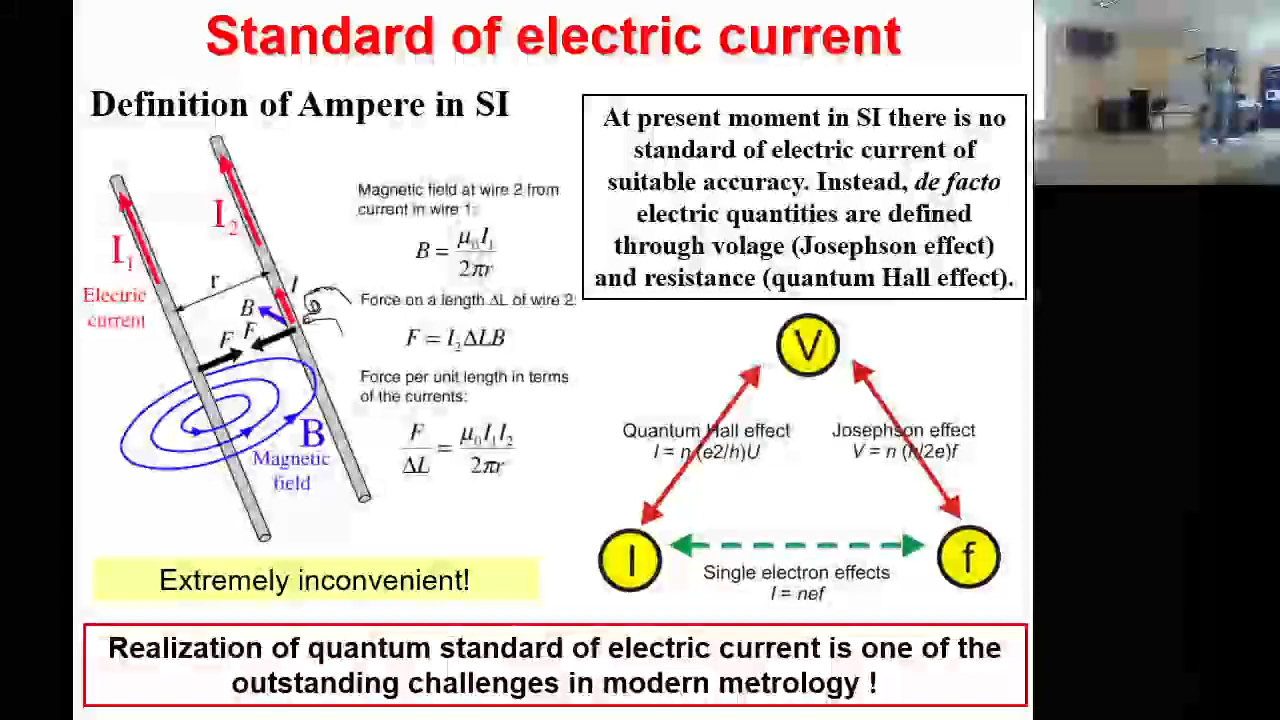 Standard of electric current
Definition of Ampere in SI
I1
I2
r
l
Electric
current
B
F
F
B
Magnetic
field
Magnetic field at wire 2 from
current in wire 1:
B = μ0I1 / 2πr
Force on a length ΔL of wire 2:
F = I2ΔLB
Force per unit length in terms
of the currents:
F / ΔL = μ0I1I2 / 2πr
Extremely inconvenient!
At present moment in SI there is no
standard of electric current of
suitable accuracy. Instead, de facto
electric quantities are defined
through volage (Josephson effect)
and resistance (quantum Hall effect).
V
Quantum Hall effect
I = n (e2/h)U
Josephson effect
V = n (h/2e)f
I
f
Single electron effects
I = nef
Realization of quantum standard of electric current is one of the
outstanding challenges in modern metrology !